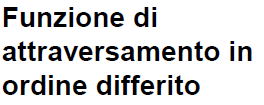 Funzione di
attraversamento in
ordine differito